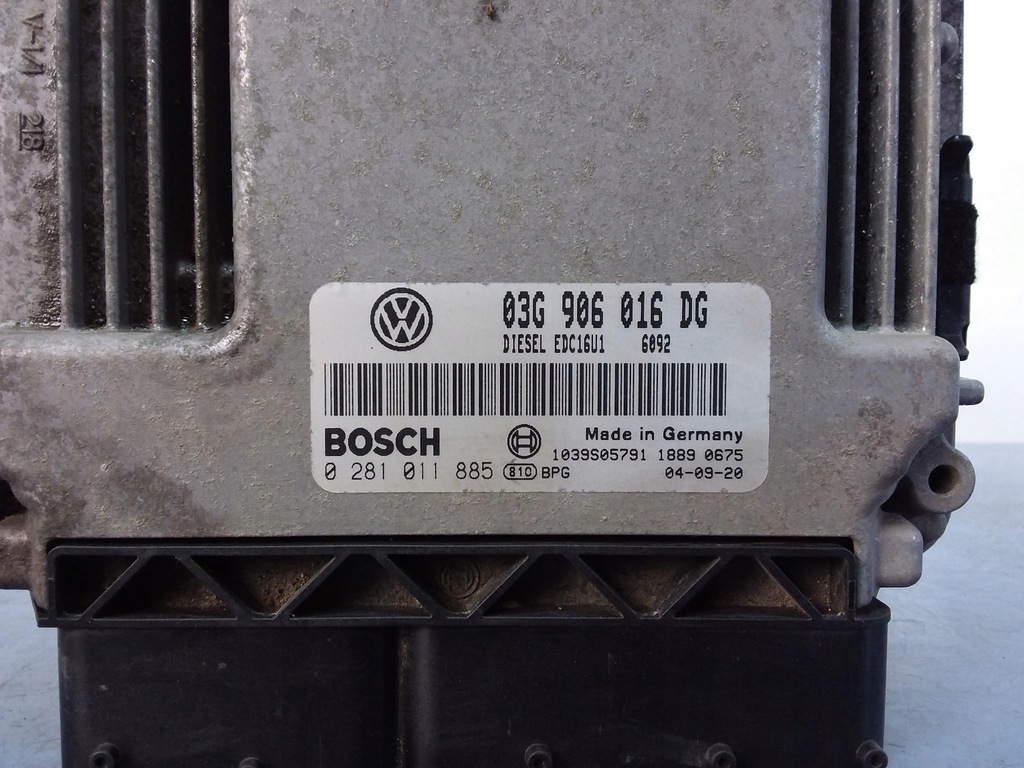 03G 906 016 DG
DIESEL EDC16U1 6092
BOSCH
Made in Germany
1039S05791 1889 0675
0 281 011 885 810 BPG 04-09-20